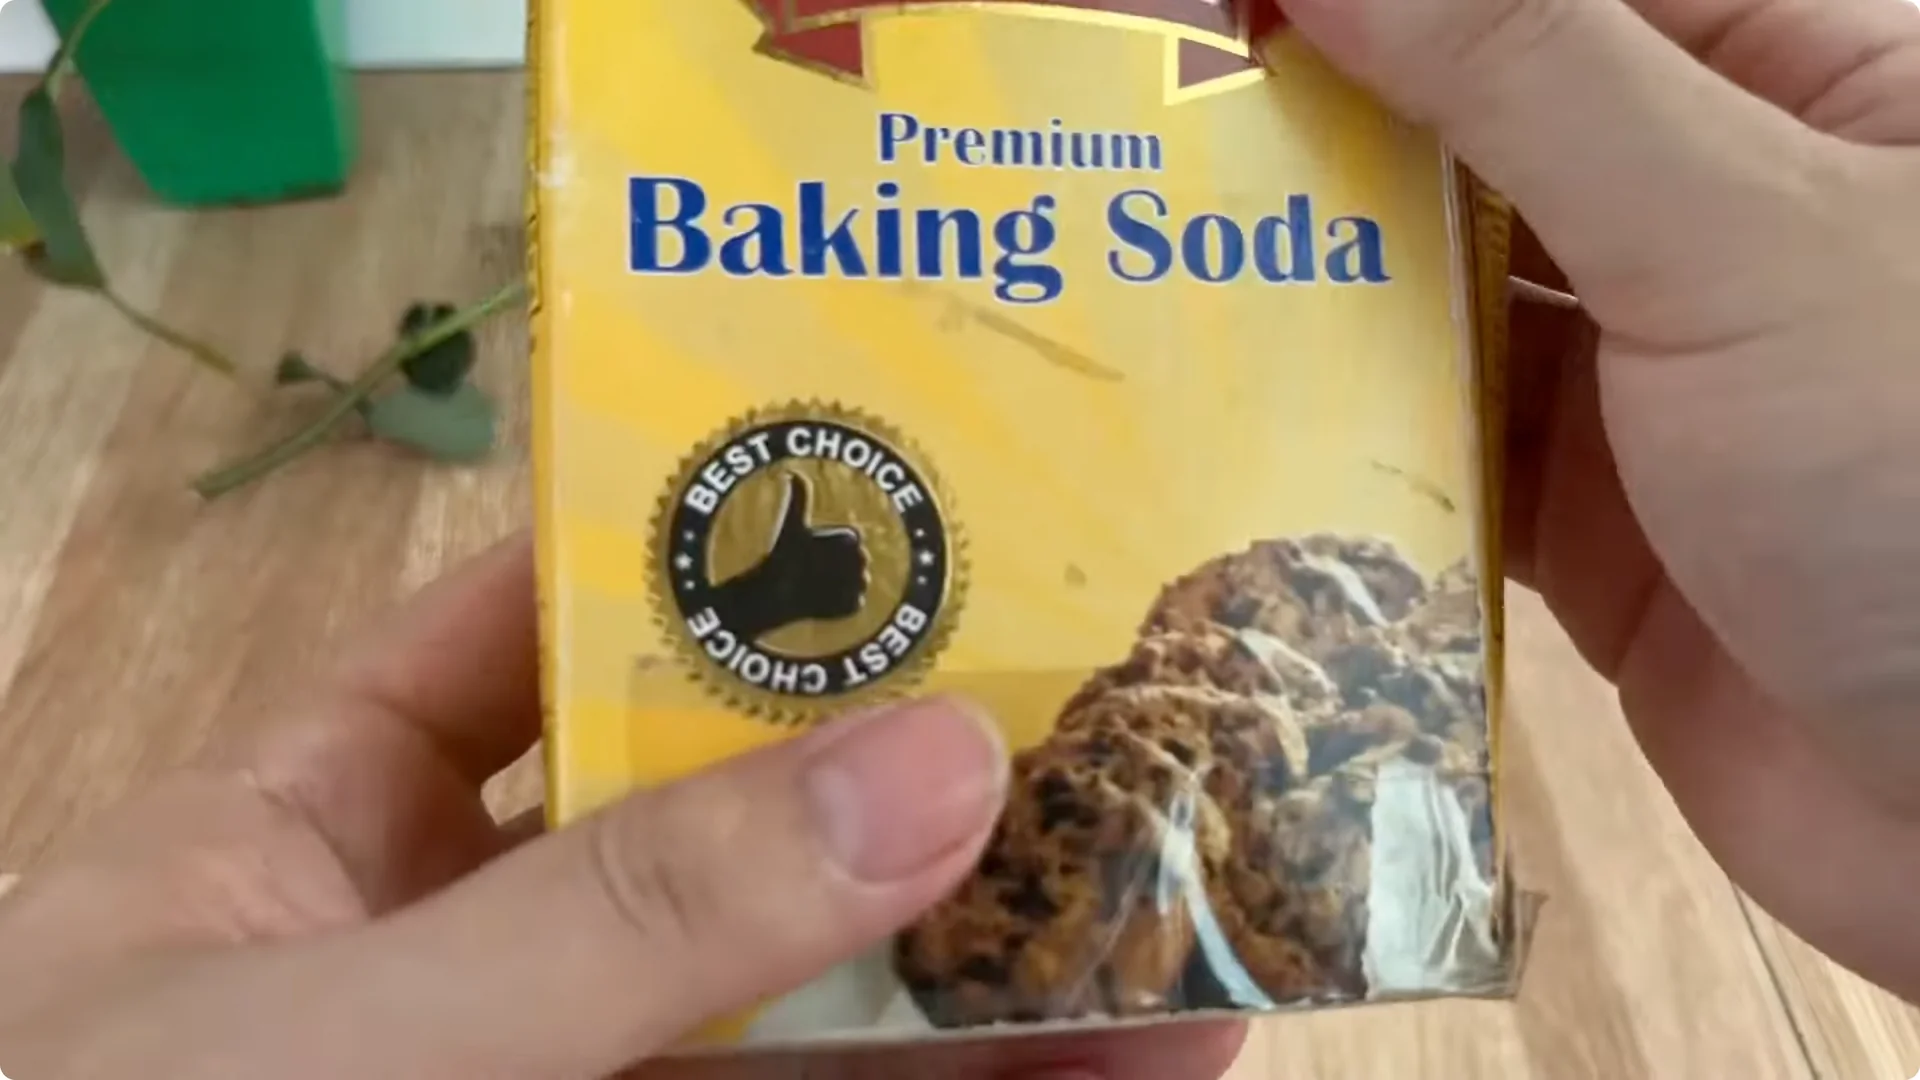 Premium
Baking Soda
BEST CHOICE
BEST CHOICE